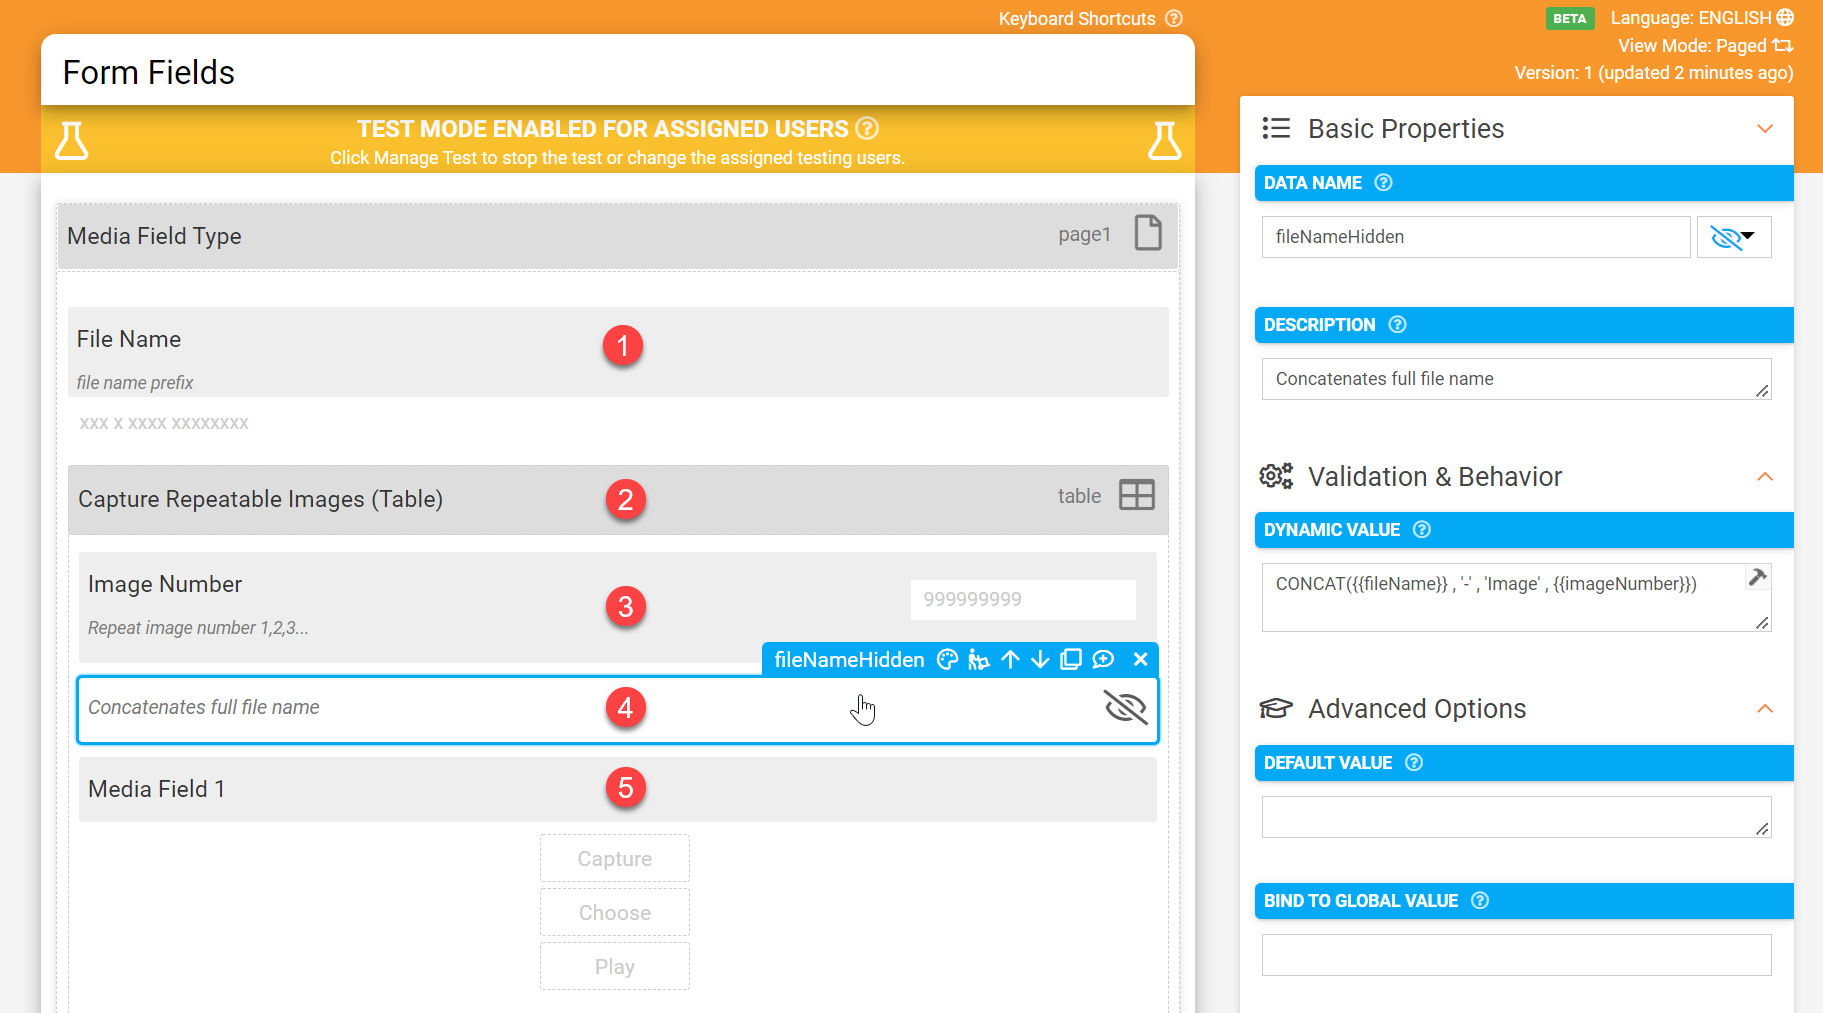 Keyboard Shortcuts
BETA Language: ENGLISH
View Mode: Paged
Version: 1 (updated 2 minutes ago)
Form Fields
TEST MODE ENABLED FOR ASSIGNED USERS
Click Manage Test to stop the test or change the assigned testing users.
Media Field Type page1
File Name
1
file name prefix
XXX X XXXX XXXXXXXX
Capture Repeatable Images (Table) 2 table
Image Number
3
999999999
Repeat image number 1,2,3...
fileNameHidden
Concatenates full file name 4
Media Field 1 5
Capture
Choose
Play
Basic Properties
DATA NAME
fileNameHidden
DESCRIPTION
Concatenates full file name
Validation & Behavior
DYNAMIC VALUE
CONCAT({{fileName}} , '-' , 'Image' , {{imageNumber}})
Advanced Options
DEFAULT VALUE
BIND TO GLOBAL VALUE